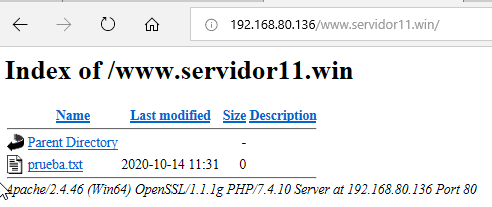 192.168.80.136/www.servidor11.win/
Index of /www.servidor11.win
Name Last modified Size Description
Parent Directory -
prueba.txt 2020-10-14 11:31 0
Apache/2.4.46 (Win64) OpenSSL/1.1.1g PHP/7.4.10 Server at 192.168.80.136 Port 80